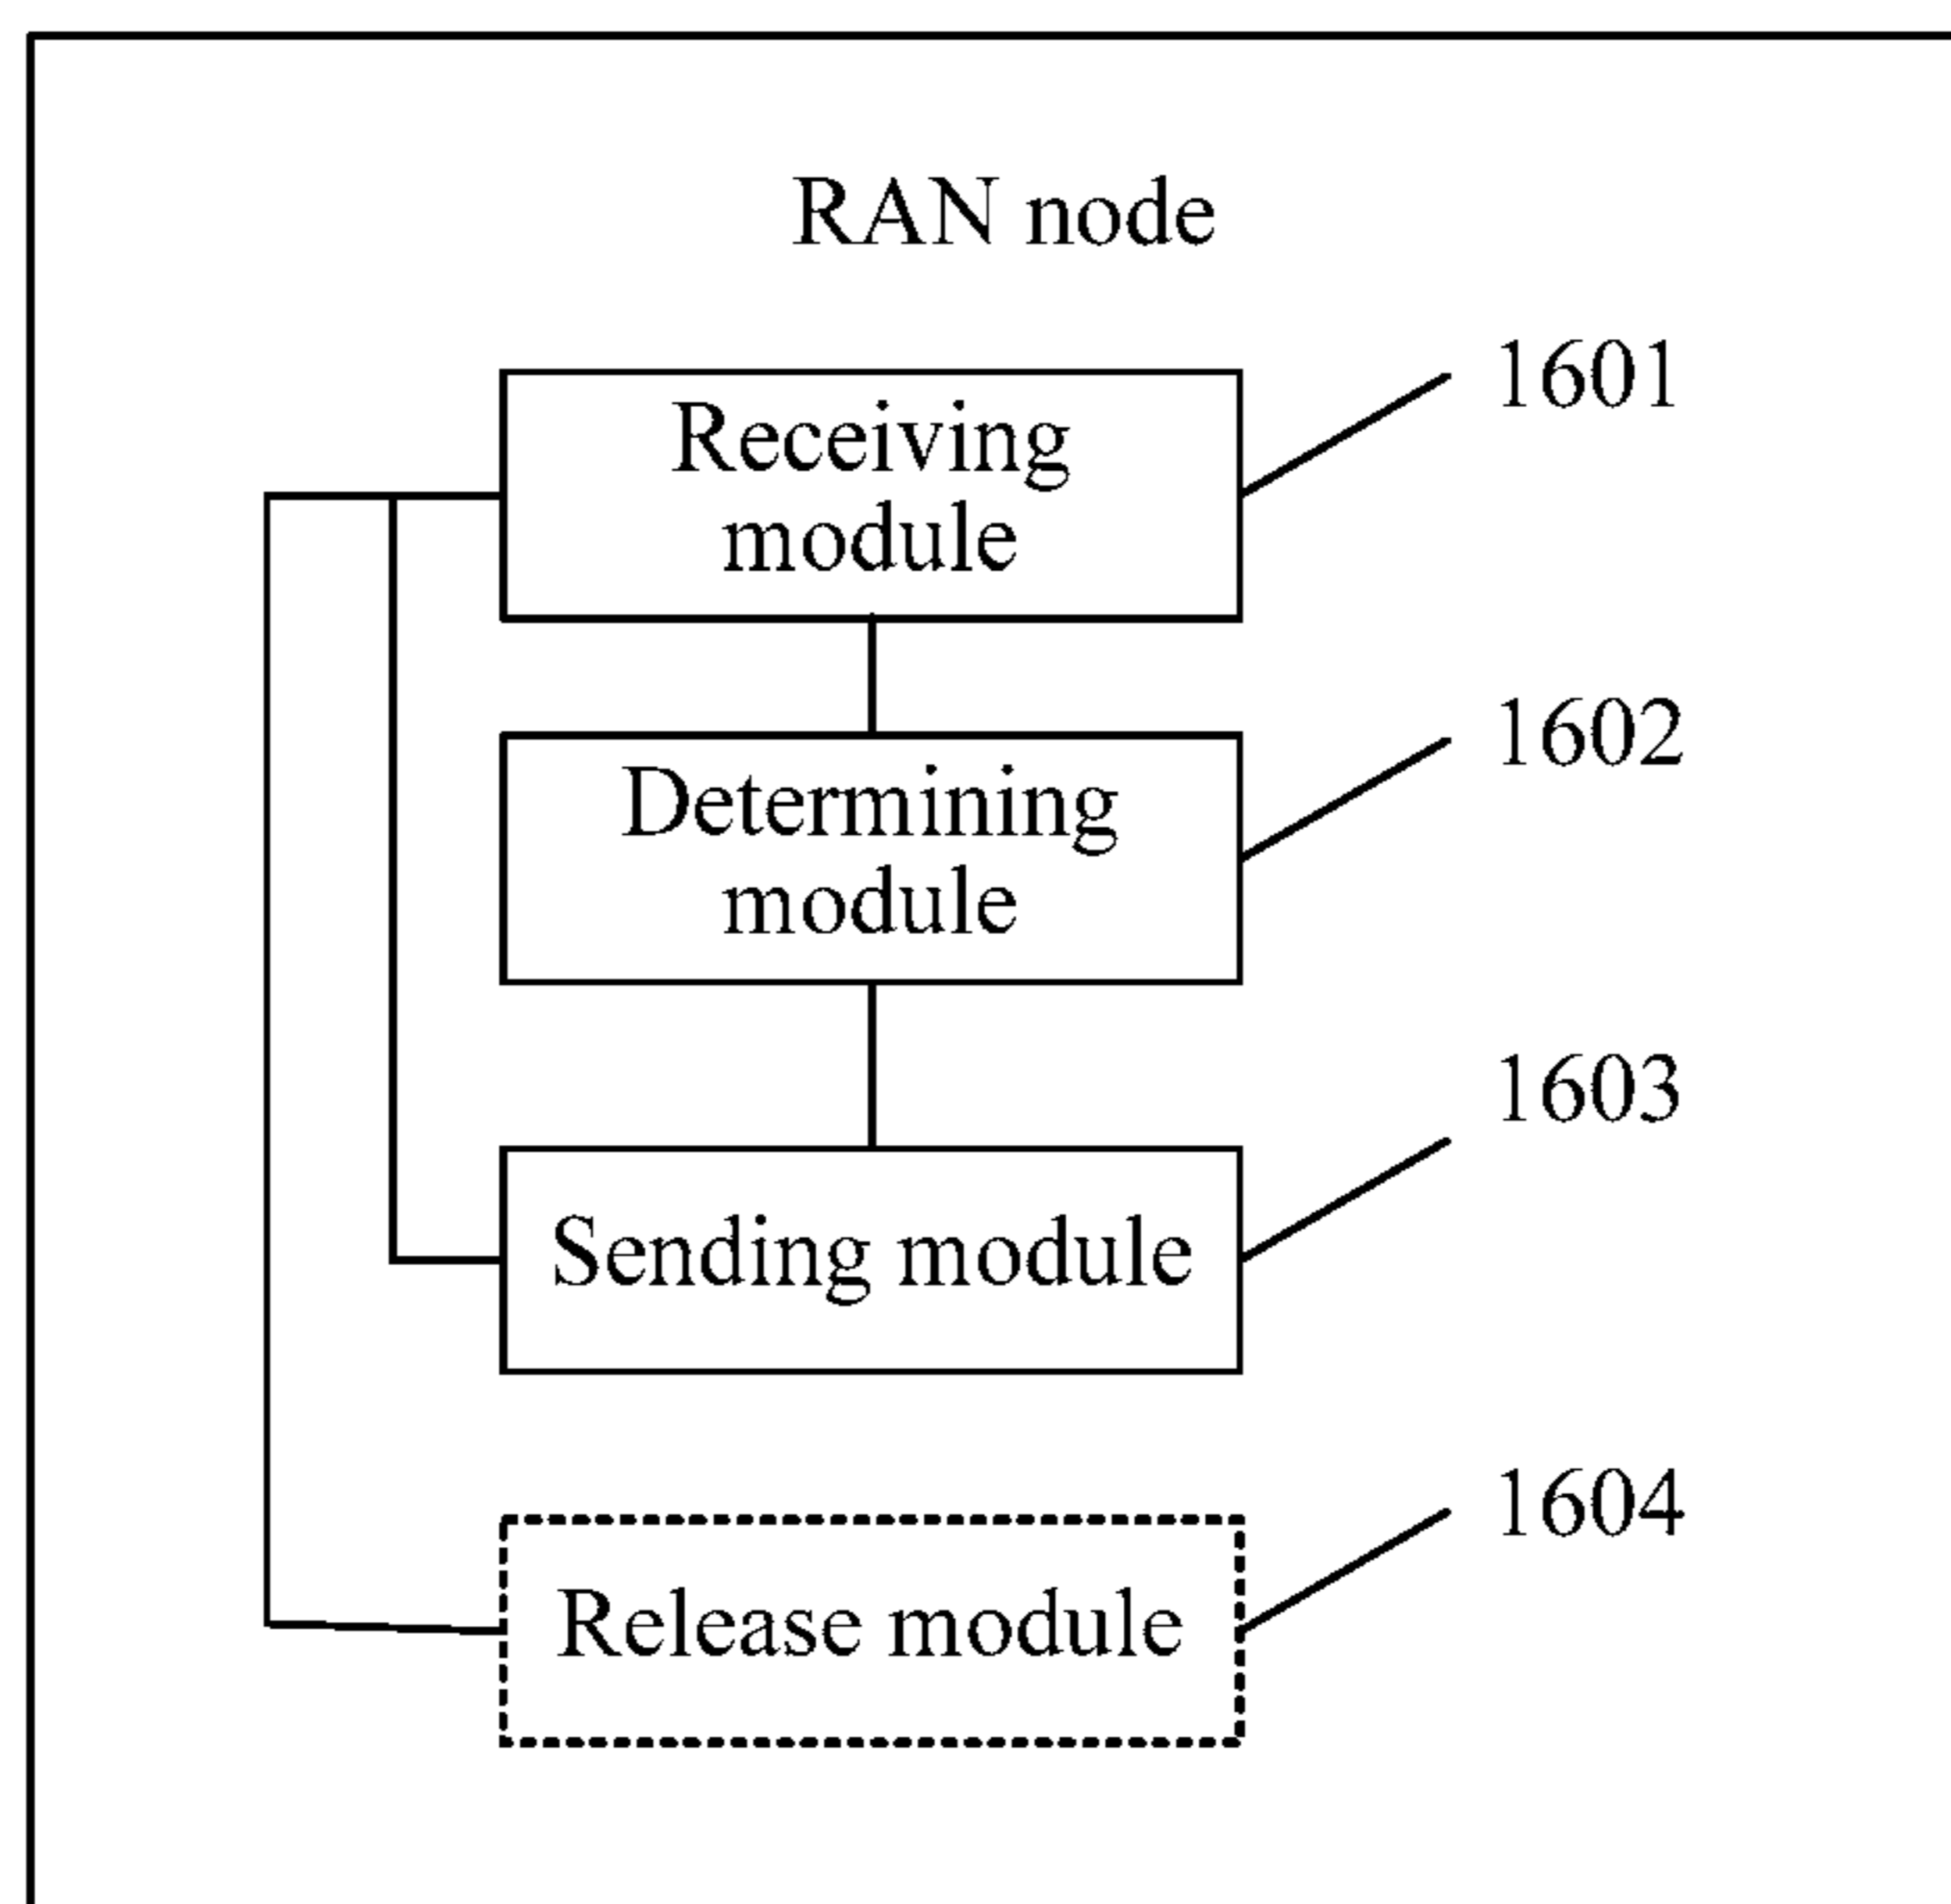 RAN node
1601
Receiving
module
1602
Determining
module
1603
Sending module
1604
Release module